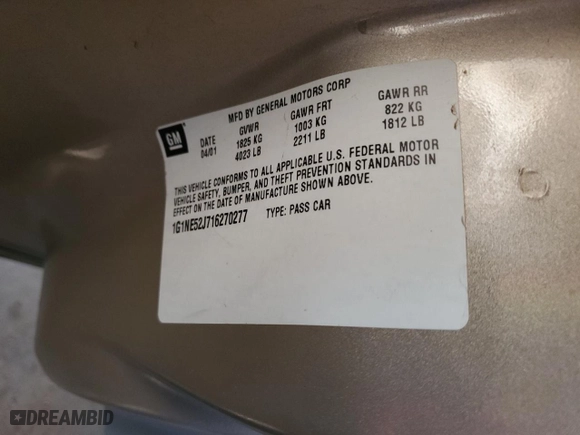 MFD BY GENERAL MOTORS CORP
GM
DATE GVWR GAWR FRT GAWR RR
04/01 1825 KG 1003 KG 822 KG
4023 LB 2211 LB 1812 LB
THIS VEHICLE CONFORMS TO ALL APPLICABLE U.S. FEDERAL MOTOR
VEHICLE SAFETY, BUMPER, AND THEFT PREVENTION STANDARDS IN
EFFECT ON THE DATE OF MANUFACTURE SHOWN ABOVE.
1G1NE52J716270277 TYPE: PASS CAR
DREAMBID